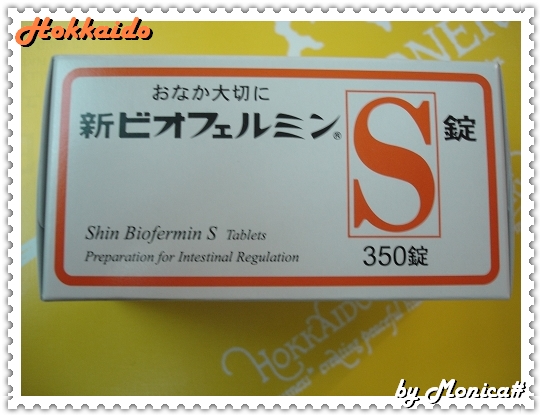 Hokkaido
おなか大切に
新ビオフェルミン® S 錠
Shin Biofermin S Tablets
Preparation for Intestinal Regulation
350錠
HOKKAIDO
by Monica#